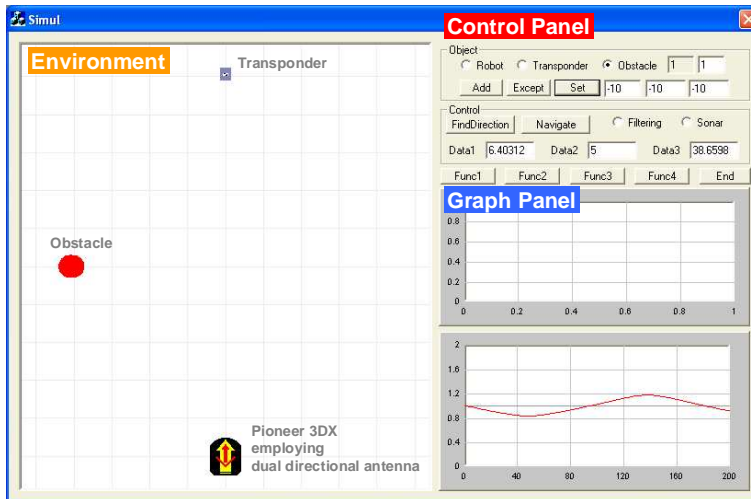 Simul
Environment
Transponder
Obstacle
Pioneer 3DX
employing
dual directional antenna
Control Panel
Object
Robot Transponder Obstacle 1 1
Add Except Set -10 -10 -10
Control
FindDirection Navigate Filtering Sonar
Data1 6.40312 Data2 5 Data3 38.6598
Func1 Func2 Func3 Func4 End
Graph Panel
0.8
0.6
0.4
0.2
0
0 0.2 0.4 0.6 0.8 1
2
1.6
1.2
0.8
0.4
0
0 40 80 120 160 200